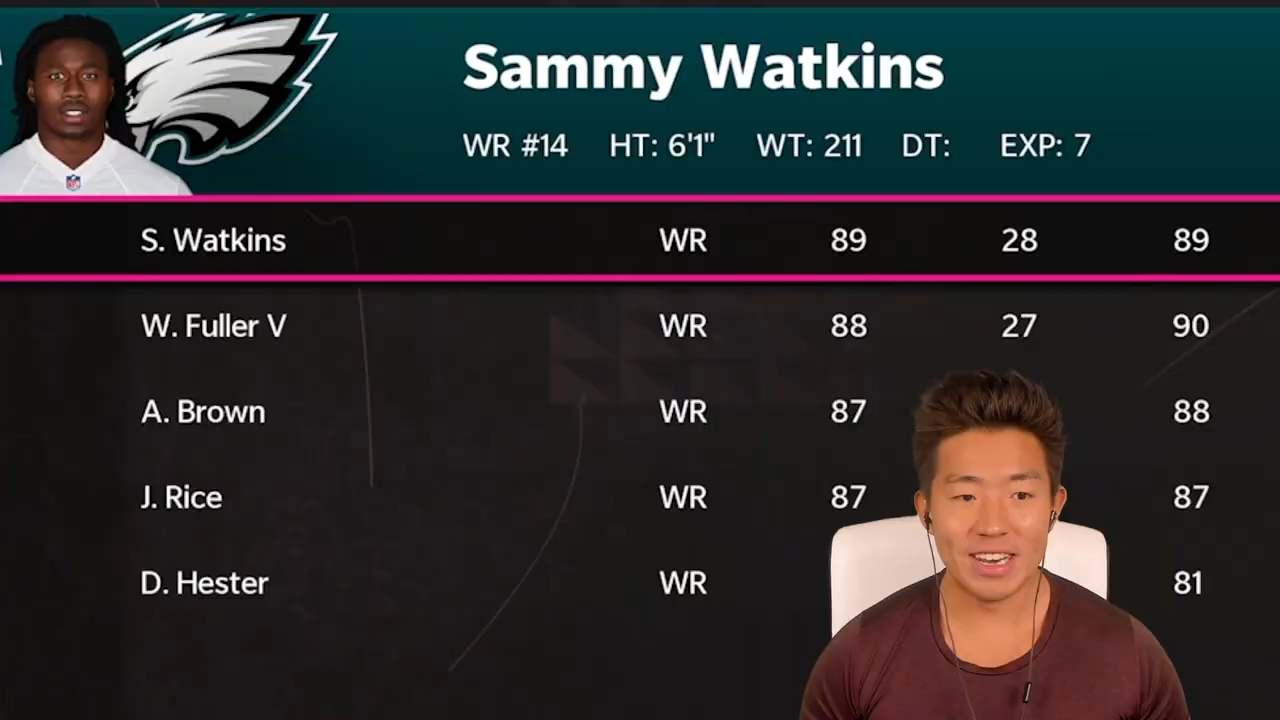 Sammy Watkins
WR #14 HT: 6'1" WT: 211 DT: EXP: 7
S. Watkins WR 89 28 89
W. Fuller V WR 88 27 90
A. Brown WR 87 88
J. Rice WR 87 87
D. Hester WR 81